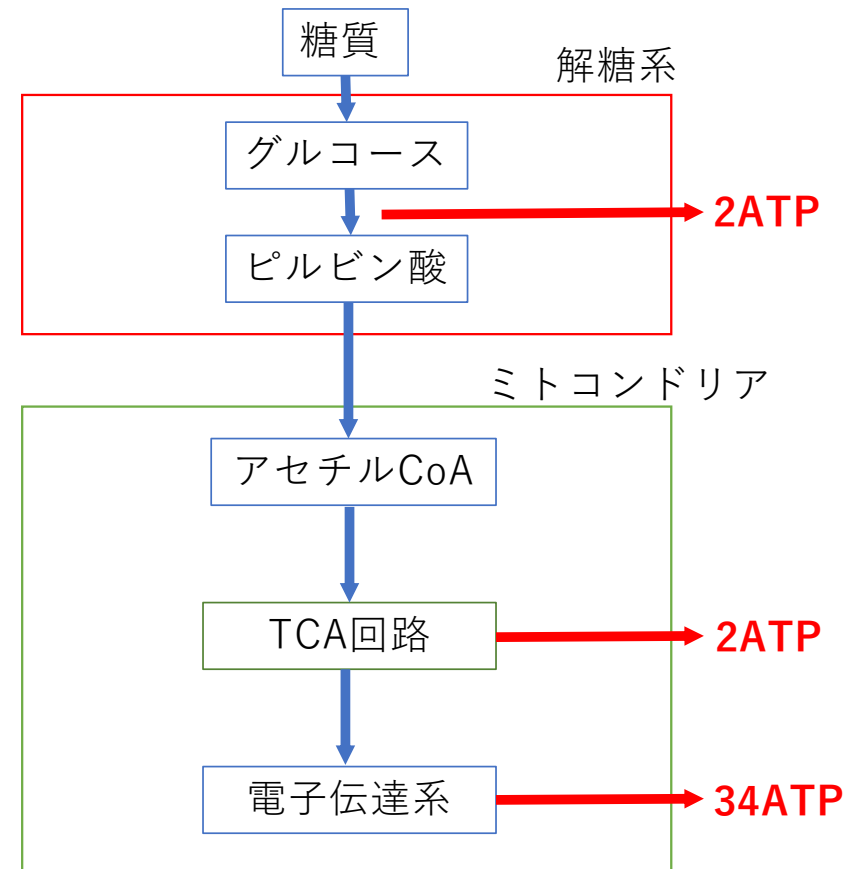 糖質
解糖系
グルコース
2ATP
ピルビン酸
ミトコンドリア
アセチルCoA
TCA回路
2ATP
電子伝達系
34ATP